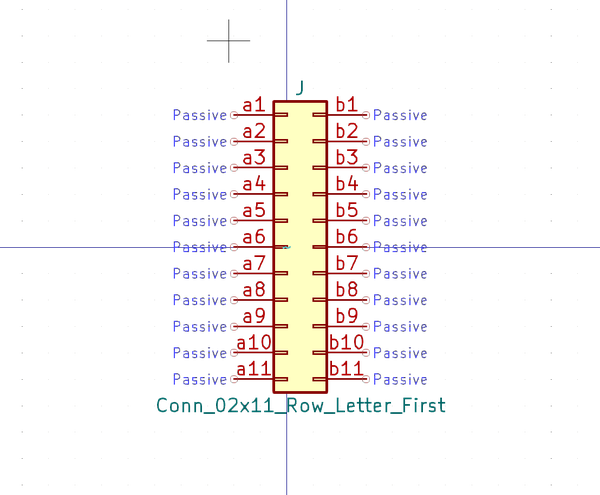 J
Passive a1 b1 Passive
Passive a2 b2 Passive
Passive a3 b3 Passive
Passive a4 b4 Passive
Passive a5 b5 Passive
Passive a6 b6 Passive
Passive a7 b7 Passive
Passive a8 b8 Passive
Passive a9 b9 Passive
Passive a10 b10 Passive
Passive a11 b11 Passive
Conn_02x11_Row_Letter_First